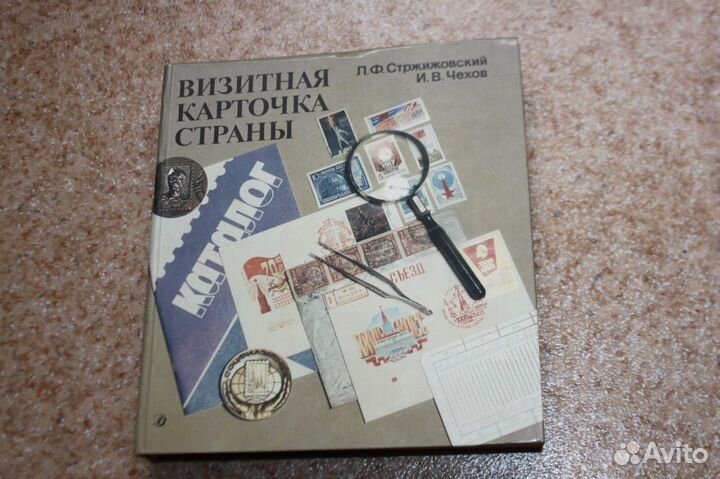 Л.Ф.Стржижовский
И.В.Чехов
ВИЗИТНАЯ
КАРТОЧКА
СТРАНЫ
КАТАЛОГ
СЪЕЗД
Avito